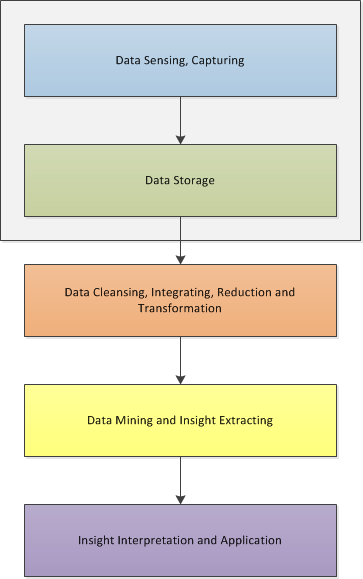 Data Sensing, Capturing
Data Storage
Data Cleansing, Integrating, Reduction and
Transformation
Data Mining and Insight Extracting
Insight Interpretation and Application